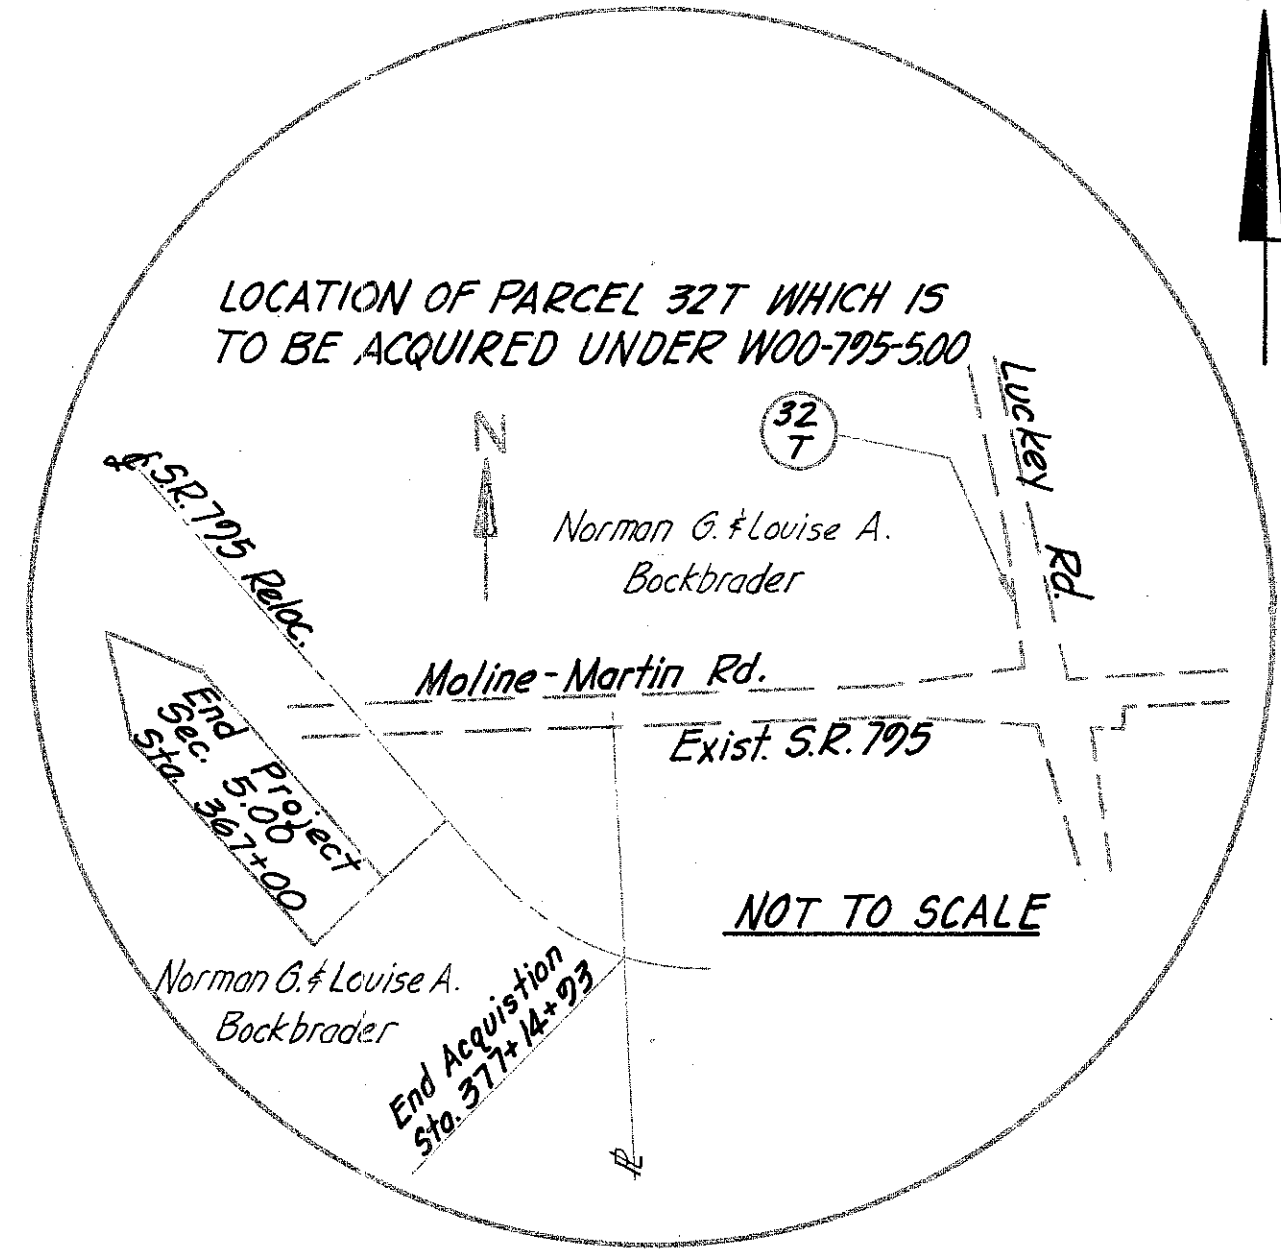 LOCATION OF PARCEL 32T WHICH IS
TO BE ACQUIRED UNDER WOO-795-5.00
N
32
T
Luckey Rd.
℄ S.R. 795 Reloc.
Norman G. & Louise A.
Bockbrader
Moline-Martin Rd.
Exist. S.R. 795
End Project
Sec. 5.00
Sta. 367+00
NOT TO SCALE
Norman G. & Louise A.
Bockbrader
End Acquistion
Sta. 377+14+93
PL